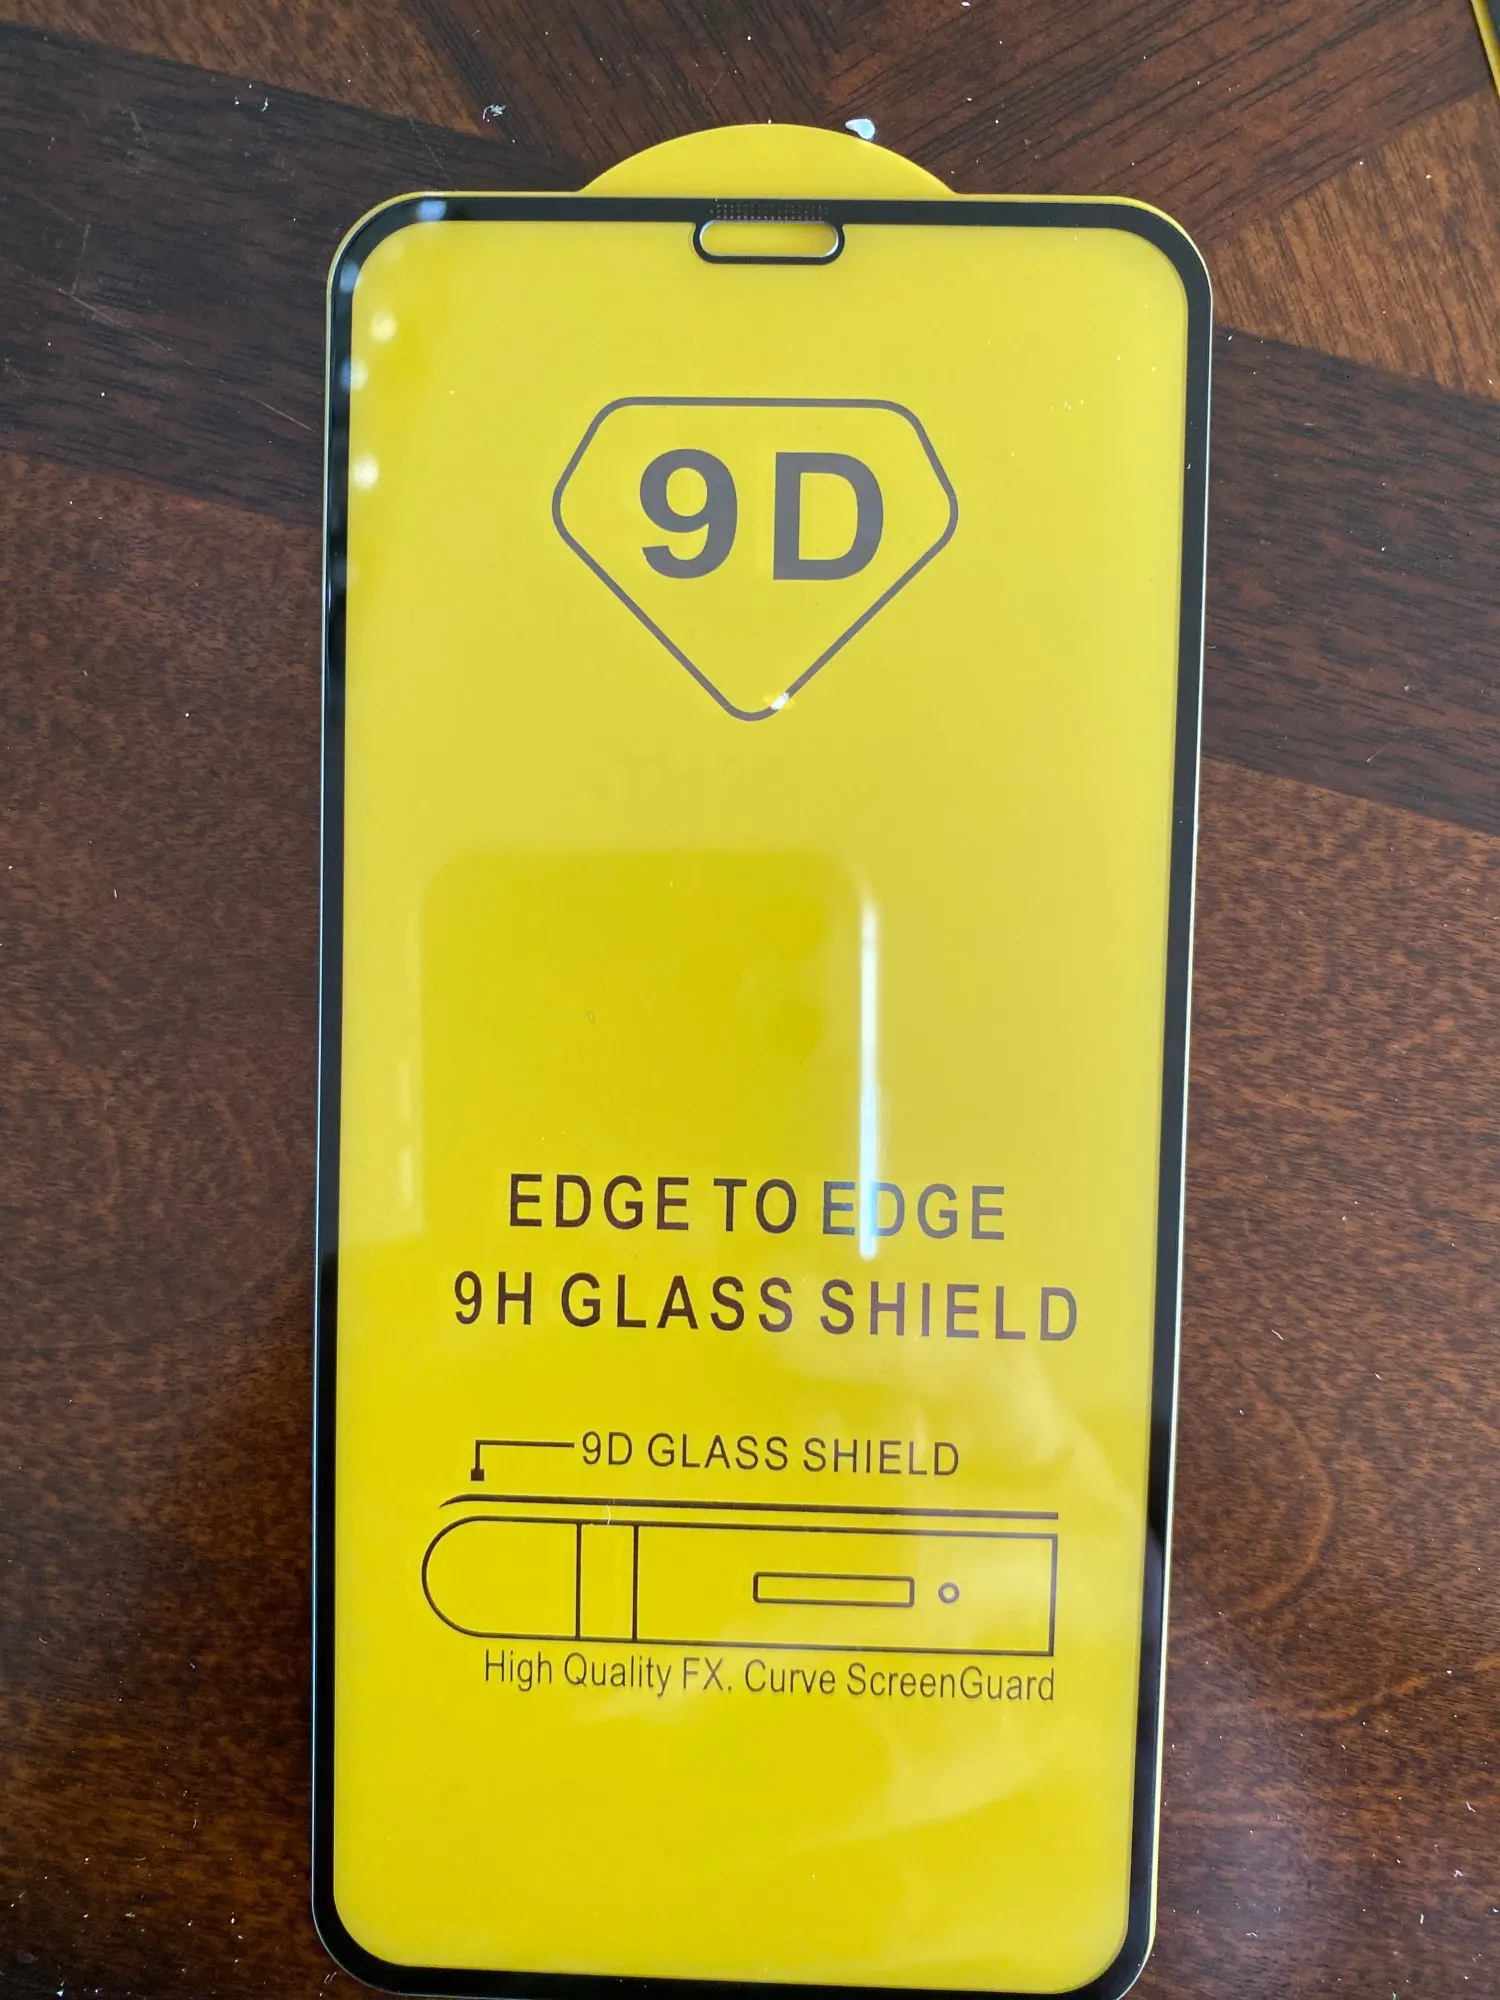 9D
EDGE TO EDGE
9H GLASS SHIELD
9D GLASS SHIELD
High Quality FX. Curve ScreenGuard